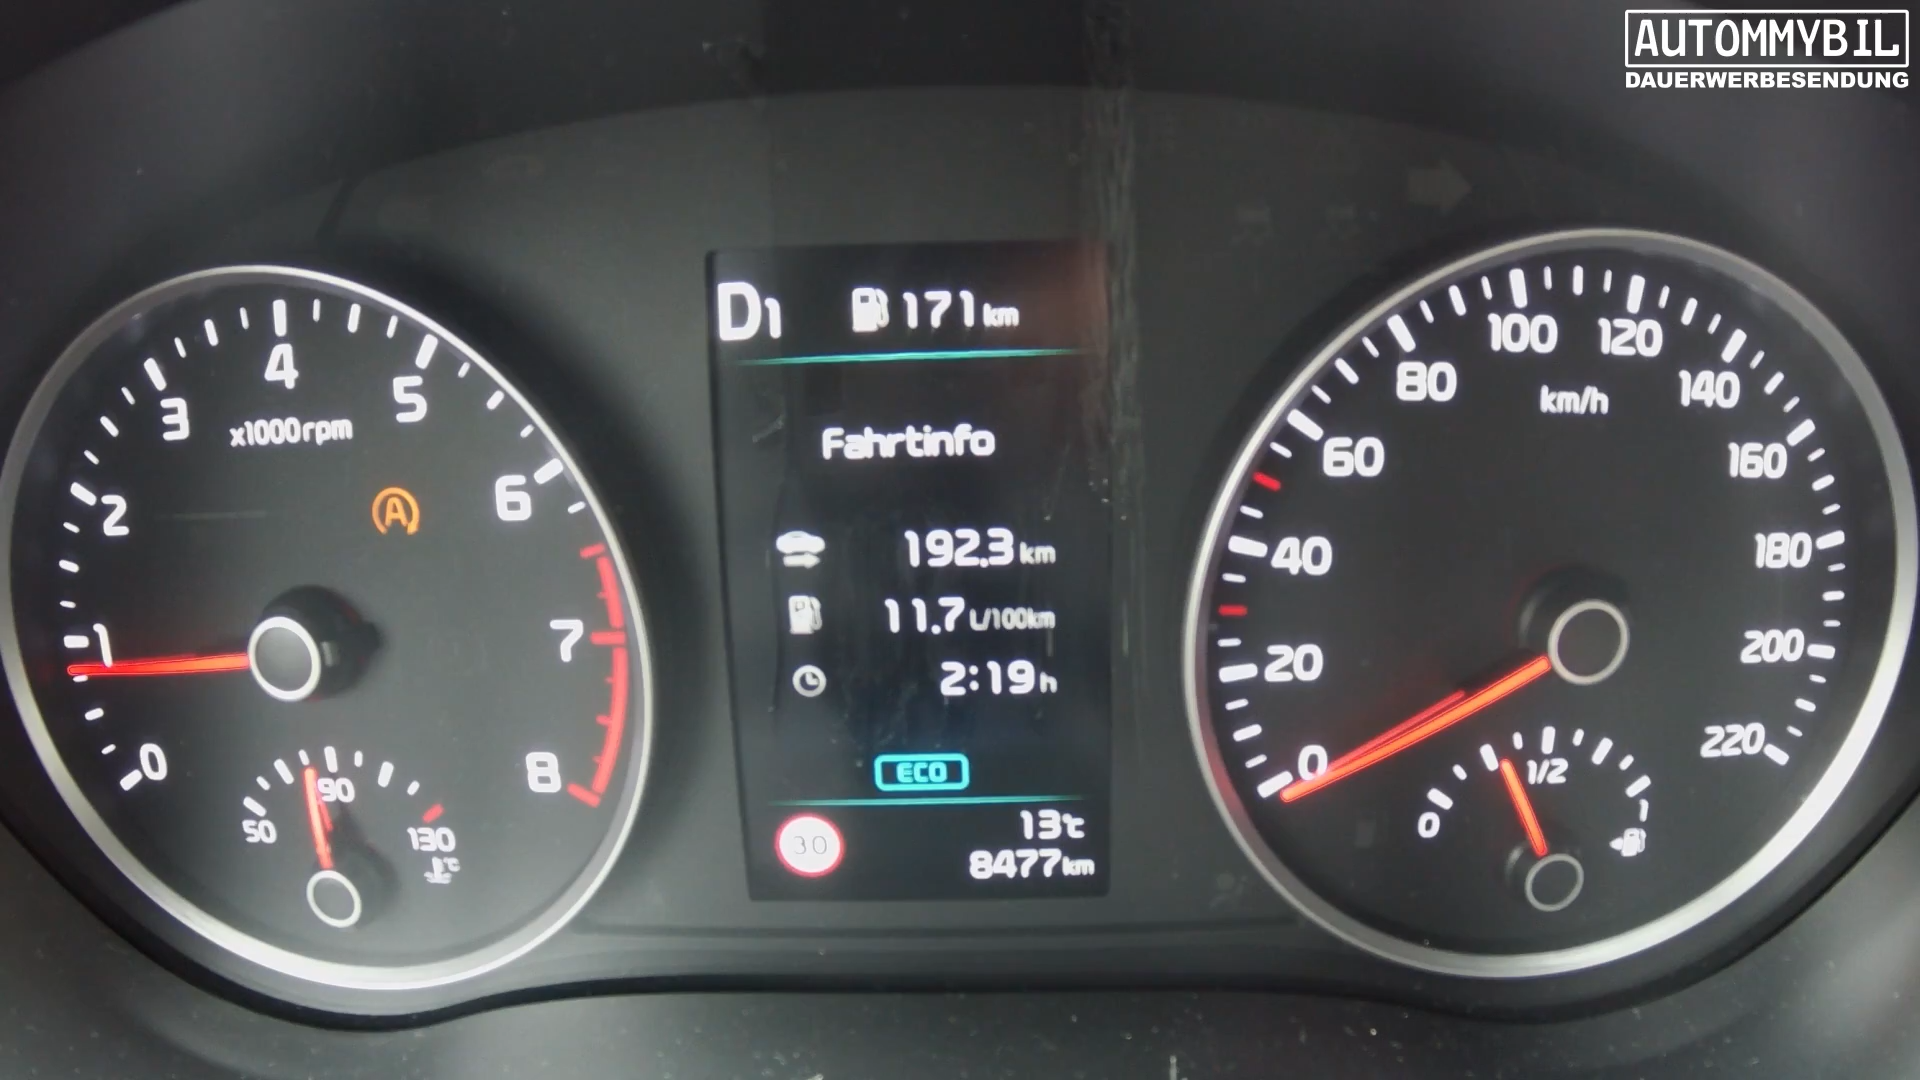 AUTOMMYBIL
DAUERWERBESENDUNG
D1 171 km
Fahrtinfo
192.3 km
11.7 L/100km
2:19 h
ECO
30
13℃
8477 km
0
1
2
3
4
5
6
7
8
x1000rpm
A
50
90
130
℃
0
20
40
60
80
100
120
140
160
180
200
220
km/h
0
1/2
1